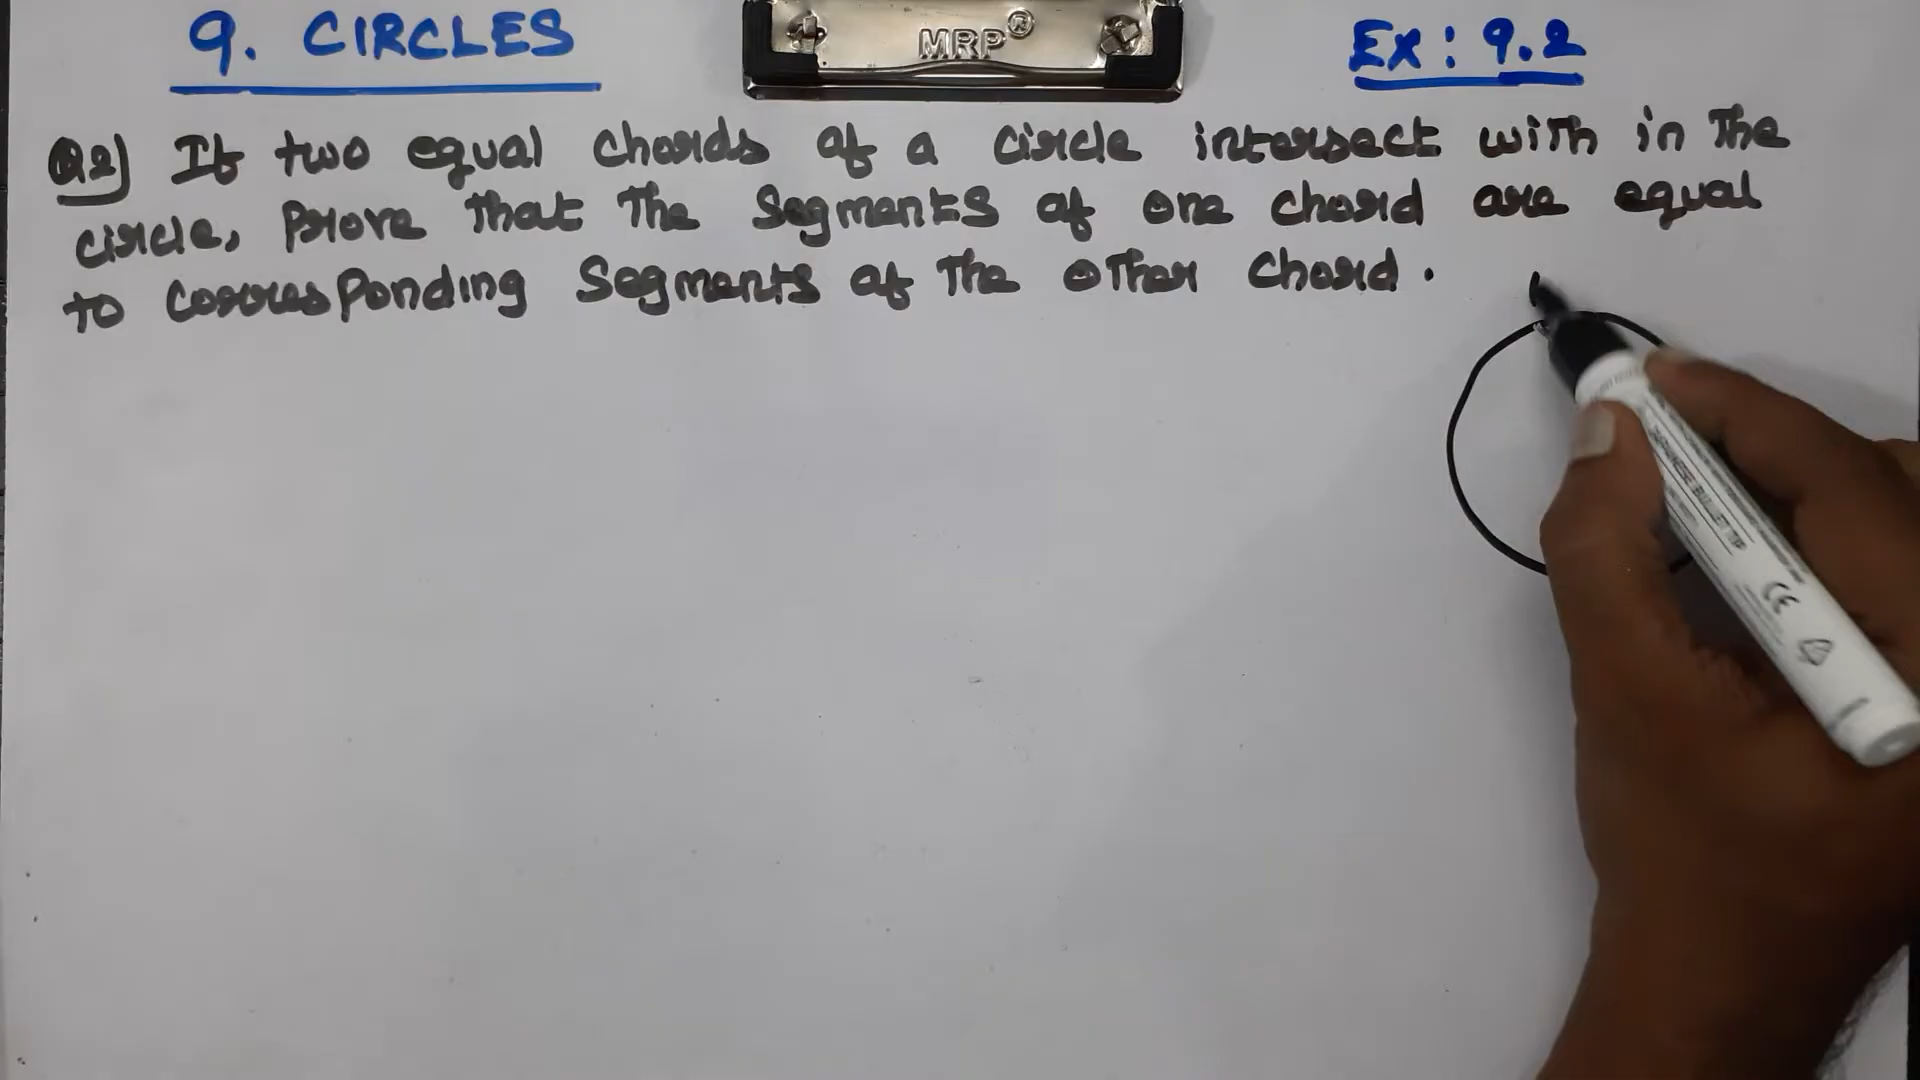 9. CIRCLES
MRP®
Ex: 9.2
Q2) If two equal chords of a circle intersect with in the
circle, Prove that the segments of one chord are equal
to corresponding segments of the other chord.
CE